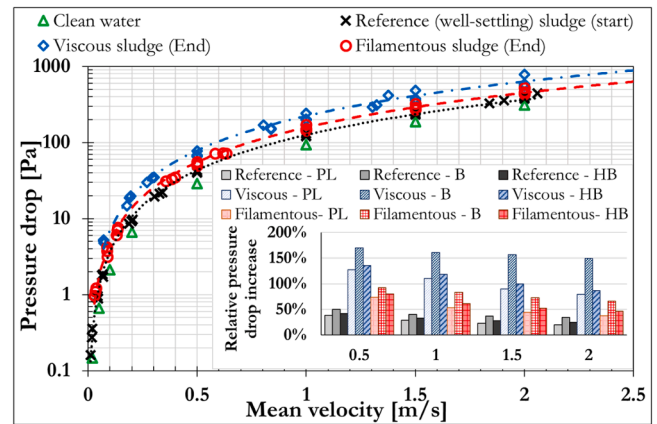 Clean water
Reference (well-settling) sludge (start)
Viscous sludge (End)
Filamentous sludge (End)
1000
100
10
1
0.1
Pressure drop [Pa]
Reference - PL
Reference - B
Reference - HB
Viscous - PL
Viscous - B
Viscous - HB
Filamentous- PL
Filamentous - B
Filamentous- HB
Relative pressure
drop increase
200%
150%
100%
50%
0%
0.5
1
1.5
2
0
0.5
1
1.5
2
2.5
Mean velocity [m/s]